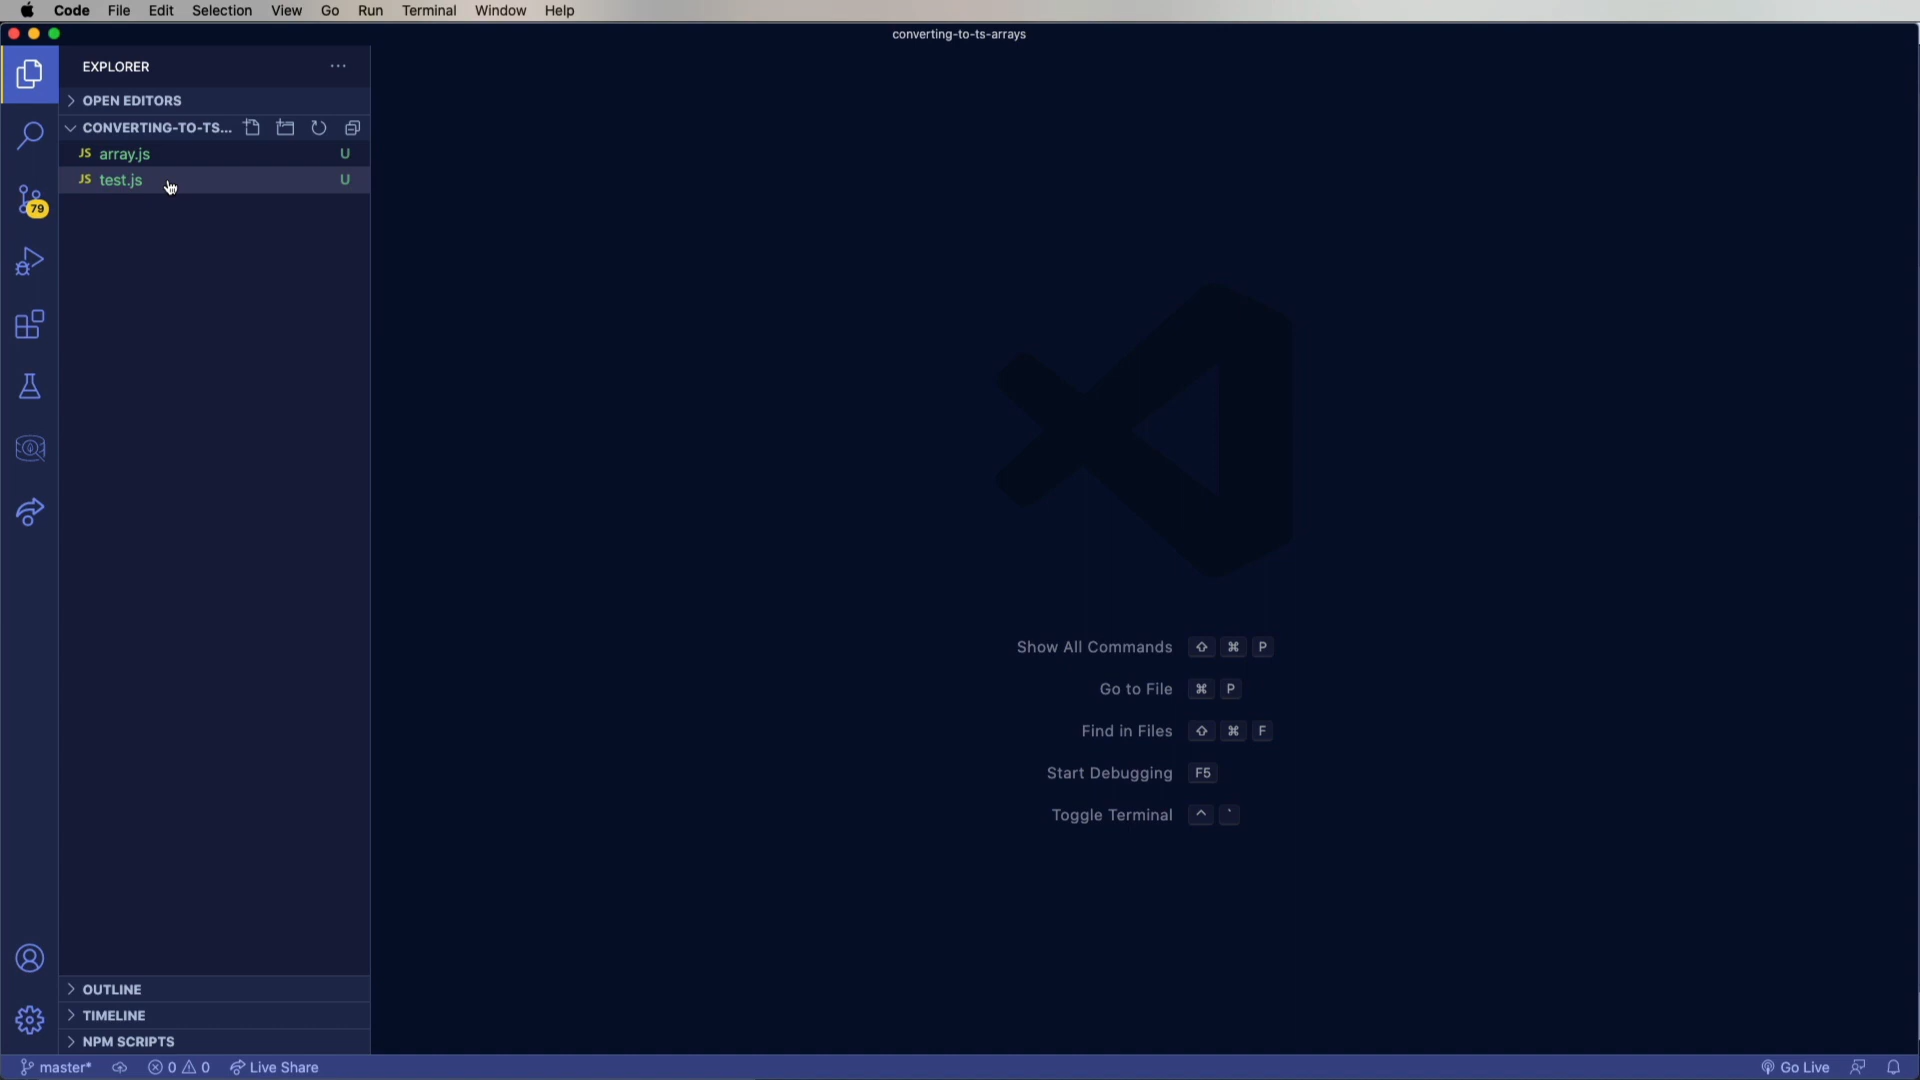 Code File Edit Selection View Go Run Terminal Window Help
converting-to-ts-arrays
EXPLORER ···
OPEN EDITORS
CONVERTING-TO-TS...
JS array.js U
JS test.js U
79
Show All Commands ⇧ ⌘ P
Go to File ⌘ P
Find in Files ⇧ ⌘ F
Start Debugging F5
Toggle Terminal ^ `
OUTLINE
TIMELINE
NPM SCRIPTS
master* 0 0 Live Share Go Live